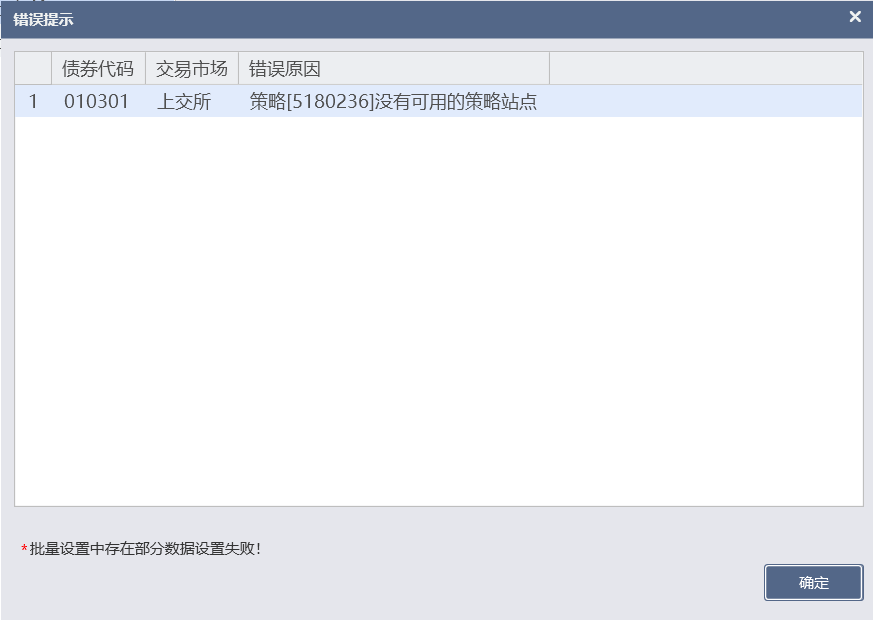 错误提示
债券代码 交易市场 错误原因
1 010301 上交所 策略[5180236]没有可用的策略站点
*批量设置中存在部分数据设置失败!
确定